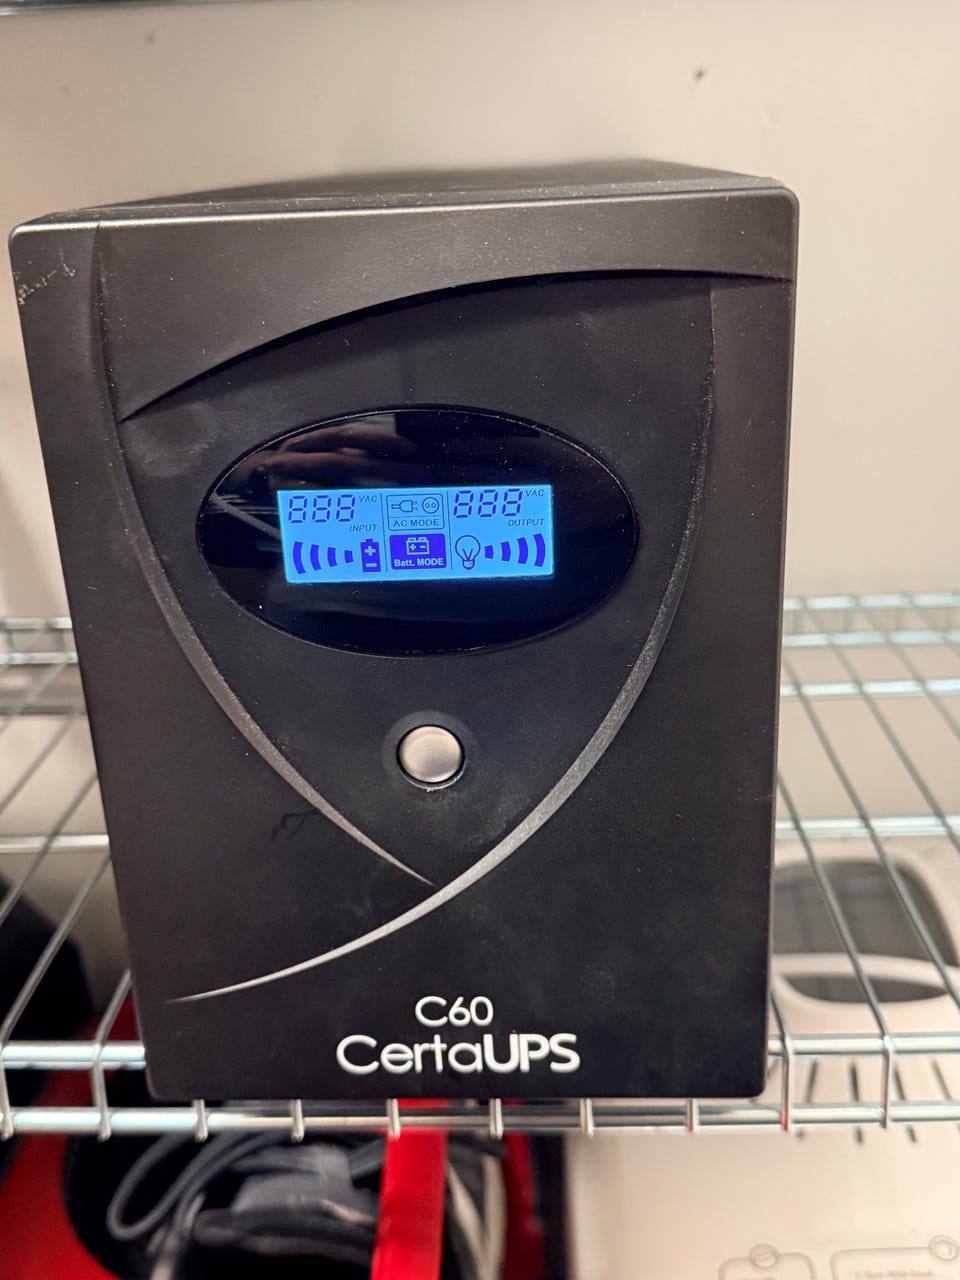 888 VAC
INPUT
AC MODE
888 VAC
OUTPUT
Batt. MODE
C60
CertaUPS